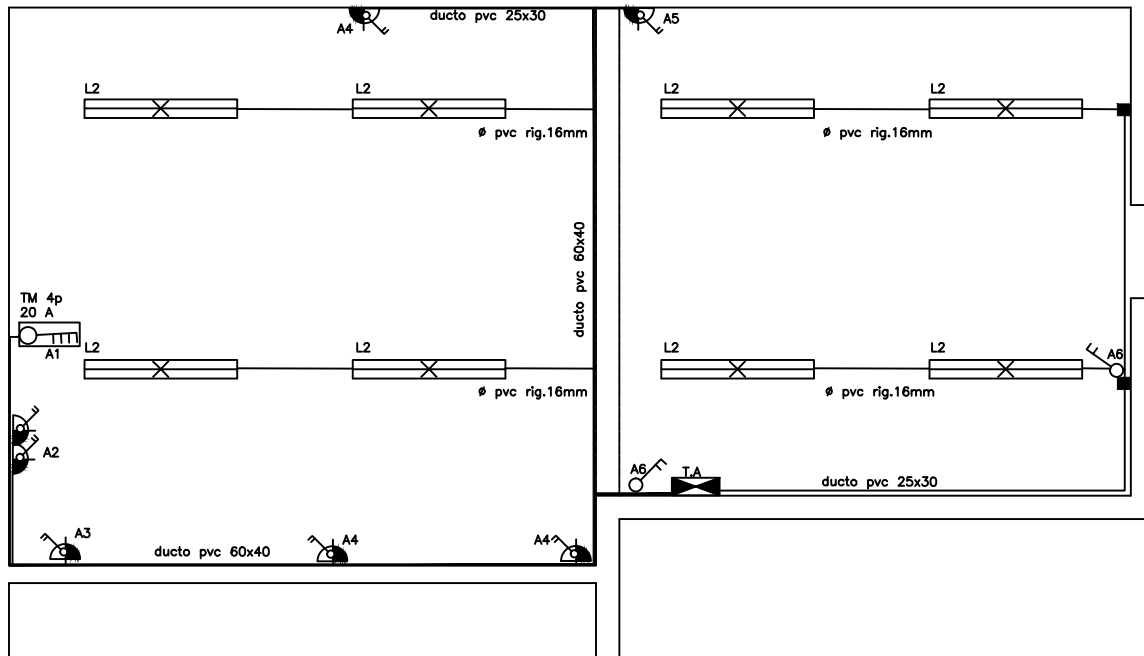 ducto pvc 25x30
A4
A5
L2
L2
L2
L2
ø pvc rig.16mm
ø pvc rig.16mm
ducto pvc 60x40
TM 4p
20 A
A1
L2
L2
L2
L2
A6
ø pvc rig.16mm
ø pvc rig.16mm
A2
A6
T.A
ducto pvc 25x30
A3
A4
A4
ducto pvc 60x40